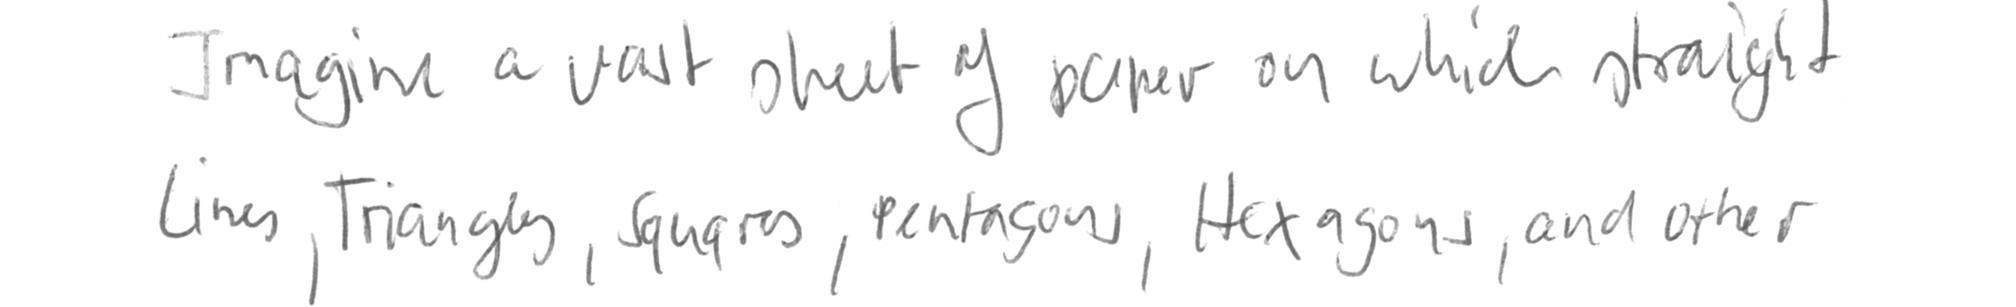 Imagine a vast sheet of paper on which straight
Lines, Triangles, Squares, Pentagons, Hexagons, and other